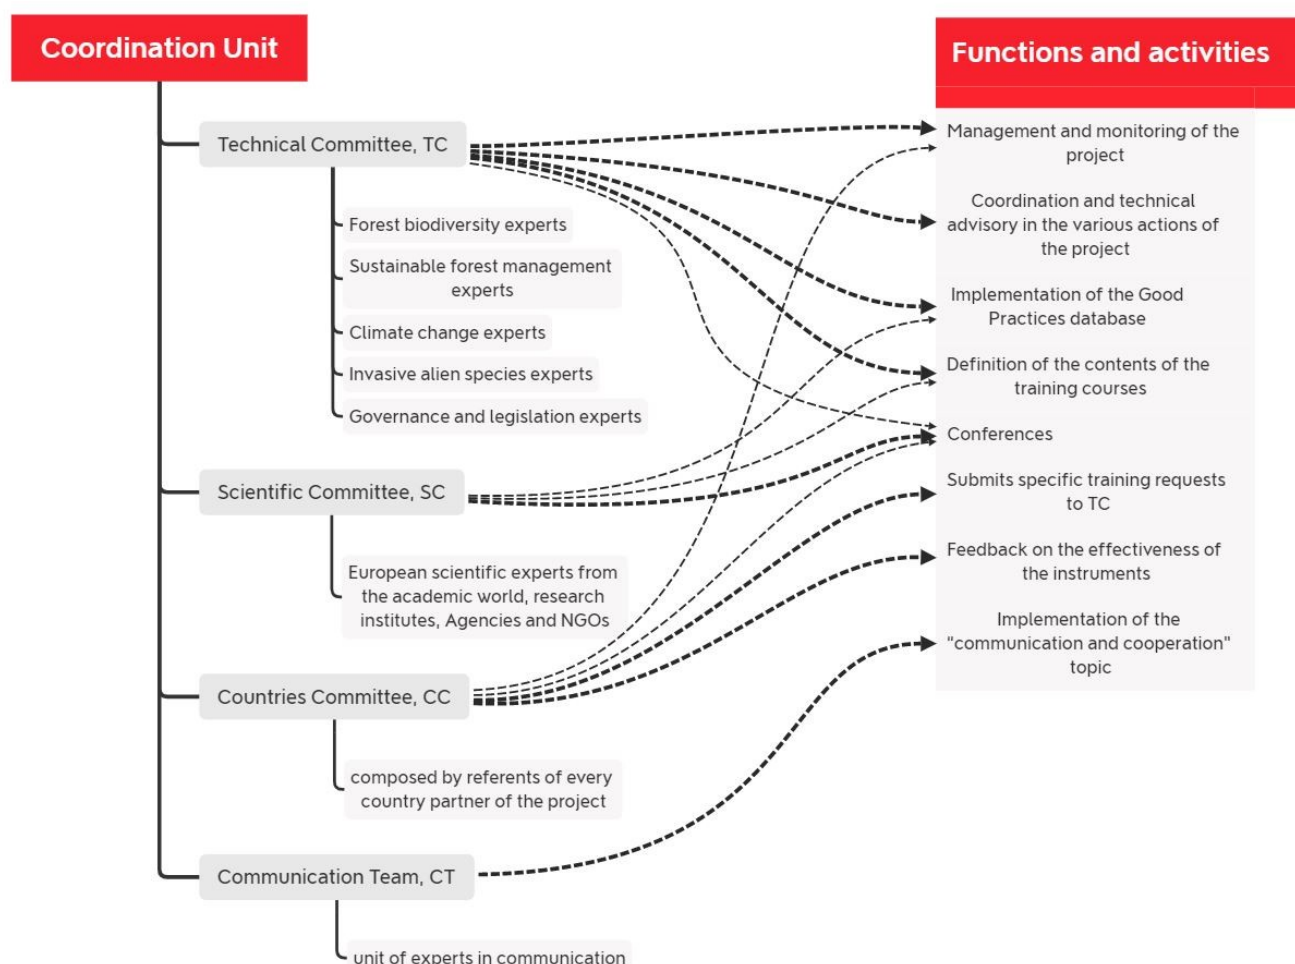 Coordination Unit
Technical Committee, TC
Forest biodiversity experts
Sustainable forest management
experts
Climate change experts
Invasive alien species experts
Governance and legislation experts
Scientific Committee, SC
European scientific experts from
the academic world, research
institutes, Agencies and NGOs
Countries Committee, CC
composed by referents of every
country partner of the project
Communication Team, CT
unit of experts in communication
Functions and activities
Management and monitoring of the
project
Coordination and technical
advisory in the various actions of
the project
Implementation of the Good
Practices database
Definition of the contents of the
training courses
Conferences
Submits specific training requests
to TC
Feedback on the effectiveness of
the instruments
Implementation of the
"communication and cooperation"
topic